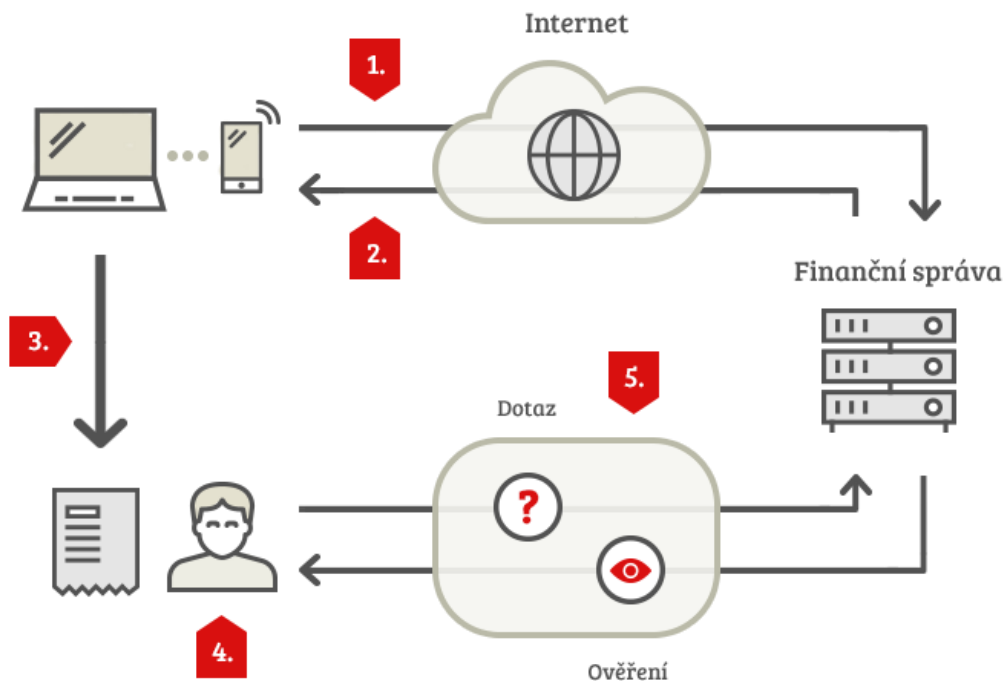 Internet
1.
2.
Finanční správa
3.
5.
Dotaz
?
4.
Ověření